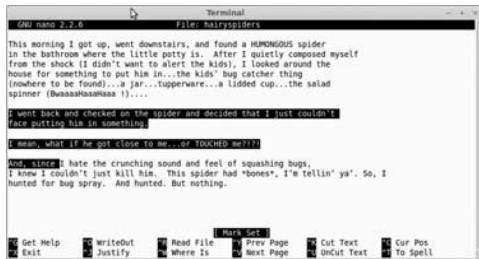 Terminal
GNU nano 2.2.6 File: hairyspiders
This morning I got up, went downstairs, and found a HUMONGOUS spider
in the bathroom where the little potty is. After I quietly composed myself
from the shock (I didn't want to alert the kids), I looked around the
house for something to put him in...the kids' bug catcher thing
(nowhere to be found)...a jar...tupperware...a lidded cup...the salad
spinner (BwaaaaHaaaHaaa !)....
I went back and checked on the spider and decided that I just couldn't
face putting him in something.
I mean, what if he got close to me...or TOUCHED me?!?!
And, since I hate the crunching sound and feel of squashing bugs,
I knew I couldn't just kill him. This spider had *bones*, I'm tellin' ya'. So, I
hunted for bug spray. And hunted. But nothing.
[ Mark Set ]
^G Get Help ^O WriteOut ^R Read File ^Y Prev Page ^K Cut Text ^C Cur Pos
^X Exit ^J Justify ^W Where Is ^V Next Page ^U UnCut Text ^T To Spell